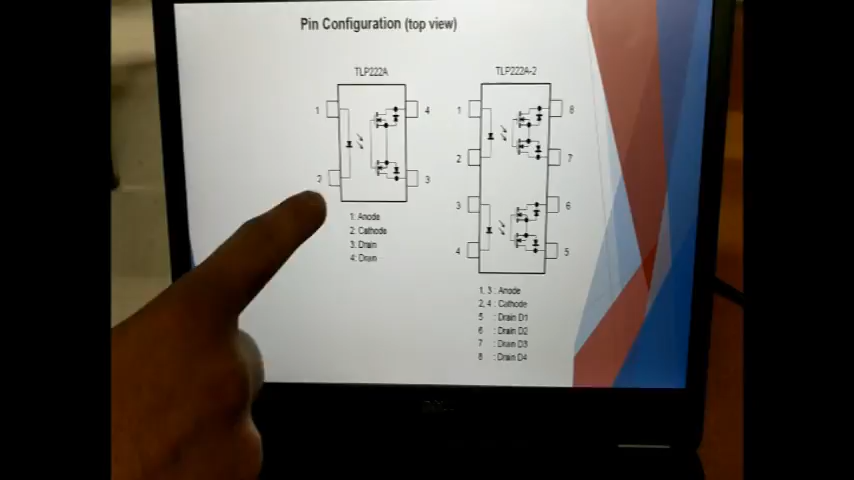 Pin Configuration (top view)
TLP222A
1
4
2
3
1: Anode
2: Cathode
3: Drain
4: Drain
TLP222A-2
1
8
2
7
3
6
4
5
1, 3 : Anode
2, 4 : Cathode
5 : Drain D1
6 : Drain D2
7 : Drain D3
8 : Drain D4
DELL